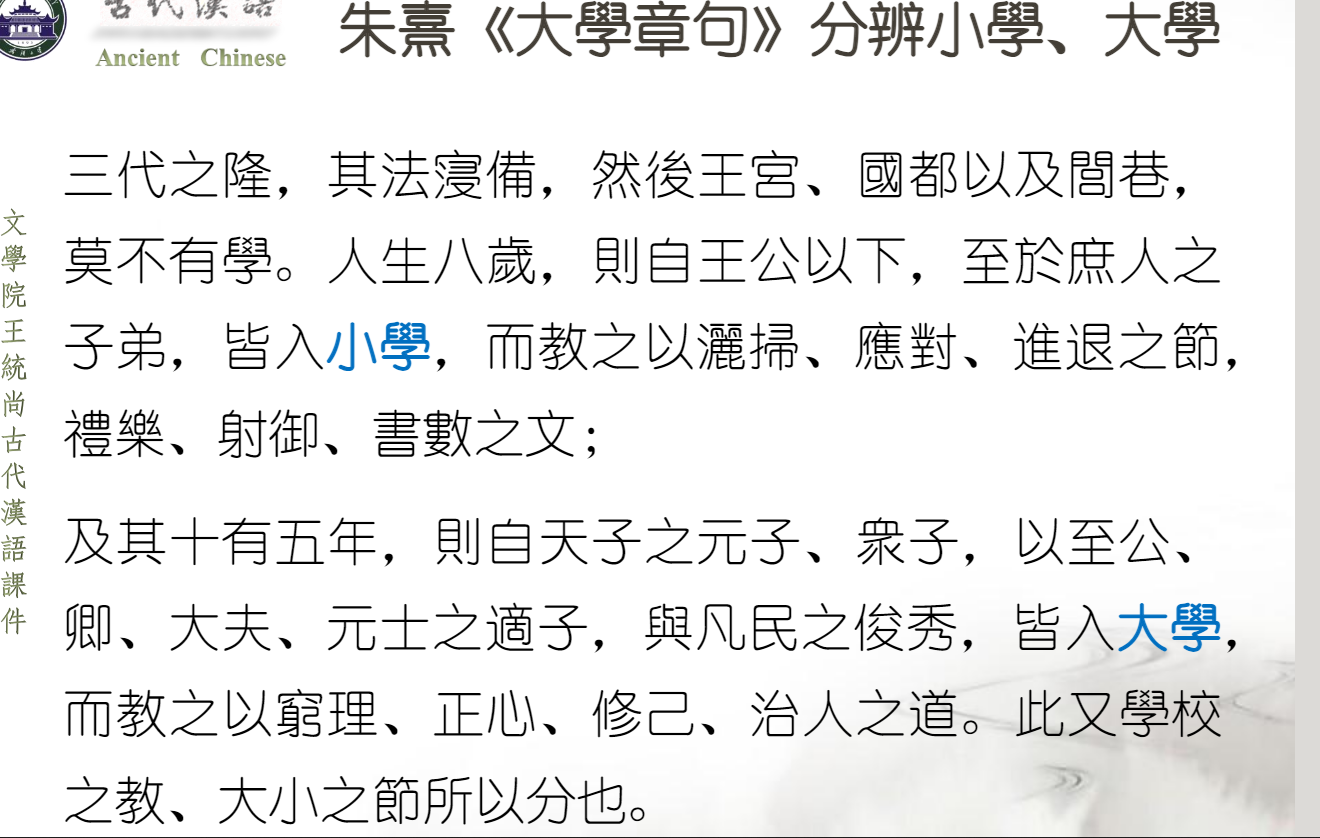 古代漢語
Ancient Chinese
朱熹《大學章句》分辨小學、大學
三代之隆，其法寖備，然後王宮、國都以及閭巷，
莫不有學。人生八歲，則自王公以下，至於庶人之
子弟，皆入小學，而教之以灑掃、應對、進退之節，
禮樂、射御、書數之文；
及其十有五年，則自天子之元子、衆子，以至公、
卿、大夫、元士之適子，與凡民之俊秀，皆入大學，
而教之以窮理、正心、修己、治人之道。此又學校
之教、大小之節所以分也。
文學院王統尚古代漢語課件